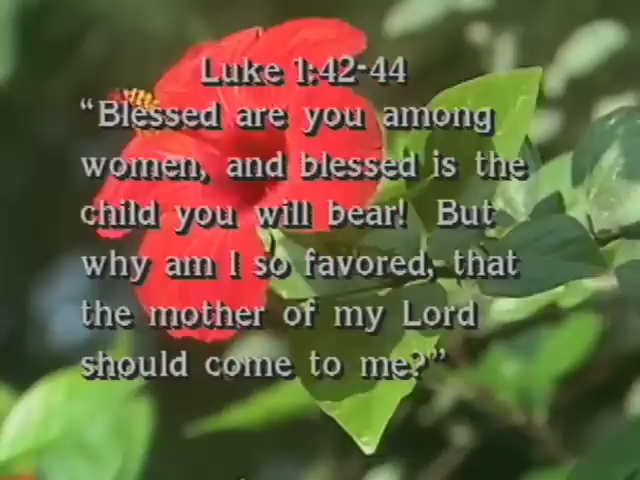 Luke 1:42-44
“Blessed are you among
women, and blessed is the
child you will bear!  But
why am I so favored, that
the mother of my Lord
should come to me?”